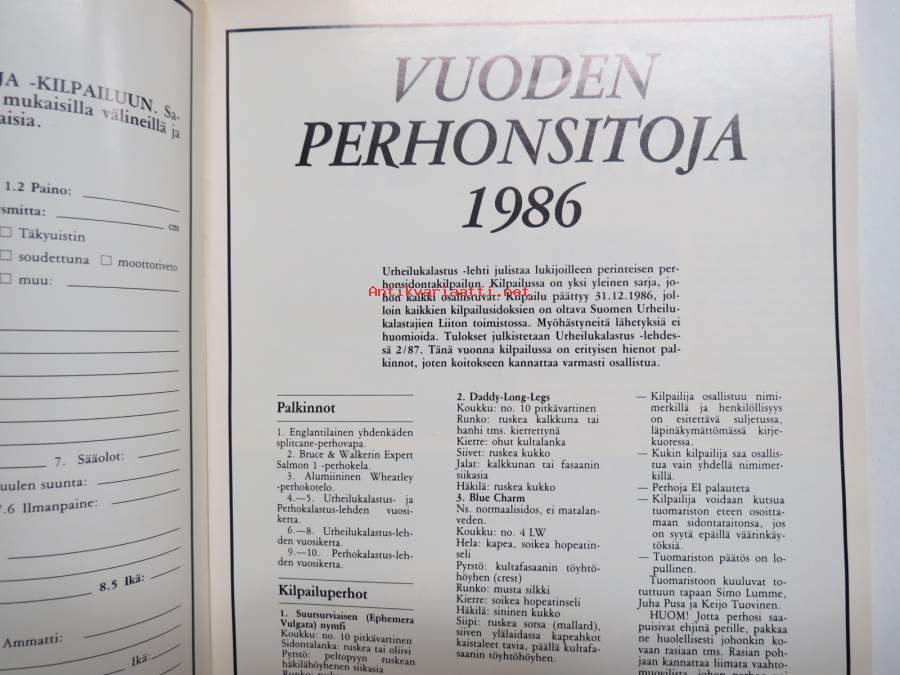 JA -KILPAILUUN. Sa-
mukaisilla välineillä ja
aisia.
1.2 Paino:
smitta: cm
Täkyuistin
soudettuna moottoriveto
muu:
7. Sääolot:
uulen suunta:
7.6 Ilmanpaine:
8.5 Ikä:
Ammatti:
Ikä:
VUODEN
PERHONSITOJA
1986
Urheilukalastus -lehti julistaa lukijoilleen perinteisen per-
honsidontakilpailun. Kilpailussa on yksi yleinen sarja, jo-
hon kaikki osallistuvat. Kilpailu päättyy 31.12.1986, jol-
Antikvariaatti.net
loin kaikkien kilpailusidoksien on oltava Suomen Urheilu-
kalastajien Liiton toimistossa. Myöhästyneitä lähetyksiä ei
huomioida. Tulokset julkistetaan Urheilukalastus -lehdes-
sä 2/87. Tänä vuonna kilpailussa on erityisen hienot pal-
kinnot, joten koitokseen kannattaa varmasti osallistua.
Palkinnot
1. Englantilainen yhdenkäden
splitcane-perhovapa.
2. Bruce & Walkerin Expert
Salmon 1 -perhokela.
3. Alumiininen Wheatley
-perhokotelo.
4.—5. Urheilukalastus- ja
Perhokalastus-lehden vuosi-
kerta.
6.—8. Urheilukalastus-leh-
den vuosikerta.
9.—10. Perhokalastus-leh-
den vuosikerta.
Kilpailuperhot
1. Suursurviaisen (Ephemera
Vulgata) nymfi
Koukku: no. 10 pitkävartinen
Sidontalanka: ruskea tai oliivi
Pyrstö: peltopyyn ruskean
häkilähöyhenen siikasia
2. Daddy-Long-Legs
Koukku: no. 10 pitkävartinen
Runko: ruskea kalkkuna tai
hanhi tms. kierrettynä
Kierre: ohut kultalanka
Siivet: ruskea kukko
Jalat: kalkkunan tai fasaanin
siikasia
Häkilä: ruskea kukko
3. Blue Charm
Ns. normaalisidos, ei matalan-
veden.
Koukku: no. 4 LW
Hela: kapea, soikea hopeatin-
seli
Pyrstö: kultafasaanin töyhtö-
höyhen (crest)
Runko: musta silkki
Kierre: soikea hopeatinseli
Häkilä: sininen kukko
Siipi: ruskea sorsa (mallard),
siiven ylälaidassa kapeahkot
kaistaleet tavia, päällä kultafa-
saanin töyhtöhöyhen.
— Kilpailija osallistuu nimi-
merkillä ja henkilöllisyys
on esitettävä suljetussa,
läpinäkymättömässä kirje-
kuoressa.
— Kukin kilpailija saa osallis-
tua vain yhdellä nimimer-
killä.
— Perhoja EI palauteta
— Kilpailija voidaan kutsua
tuomariston eteen osoitta-
maan sidontataitonsa, jos
on syytä epäillä väärinkäy-
töksiä.
— Tuomariston päätös on lo-
pullinen.
Tuomaristoon kuuluvat to-
tuttuun tapaan Simo Lumme,
Juha Pusa ja Keijo Tuovinen.
HUOM! Jotta perhosi saa-
puisivat ehjinä perille, pakkaa
ne huolellisesti johonkin ko-
vaan rasiaan tms. Rasian poh-
jaan kannattaa liimata vaahto-